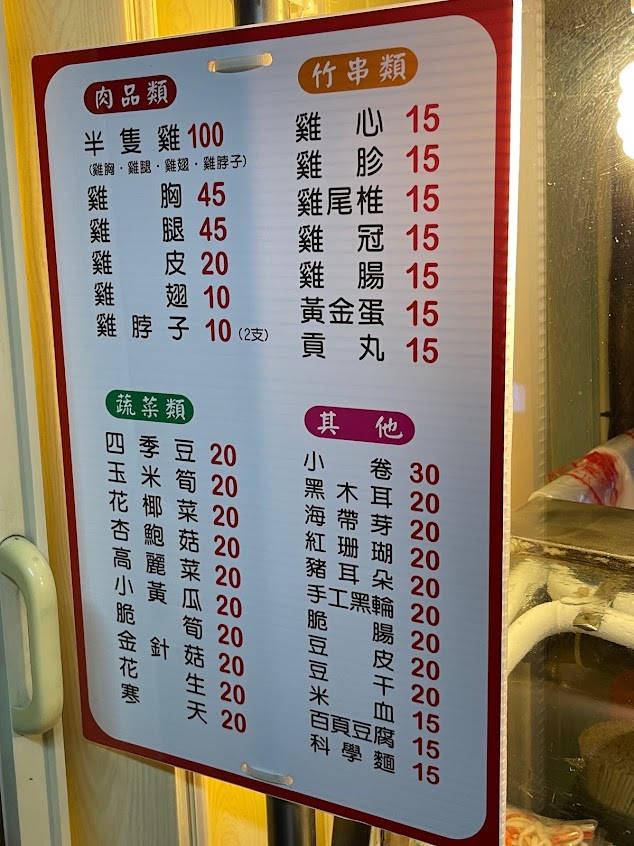 肉品類
半隻雞 100
(雞胸・雞腿・雞翅・雞脖子)
雞胸 45
雞腿 45
雞皮 20
雞翅 10
雞脖子 10 (2支)
竹串類
雞心 15
雞胗 15
雞尾椎 15
雞冠 15
雞腸 15
黃金蛋 15
貢丸 15
蔬菜類
四季豆 20
玉米筍 20
花椰菜 20
杏鮑菇 20
高麗菜 20
小黃瓜 20
脆筍 20
金針菇 20
花生 20
寒天 20
其他
小卷 30
黑木耳 20
海帶芽 20
紅珊瑚 20
豬耳朵 20
手工黑輪 20
脆腸 20
豆皮 20
豆干 20
米血 15
百頁豆腐 15
科學麵 15